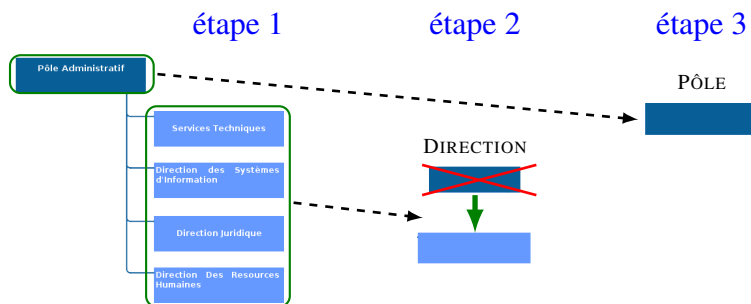 étape 1
étape 2
étape 3
Pôle Administratif
PÔLE
Services Techniques
DIRECTION
Direction des Systèmes
d'Information
Direction Juridique
Direction Des Resources
Humaines